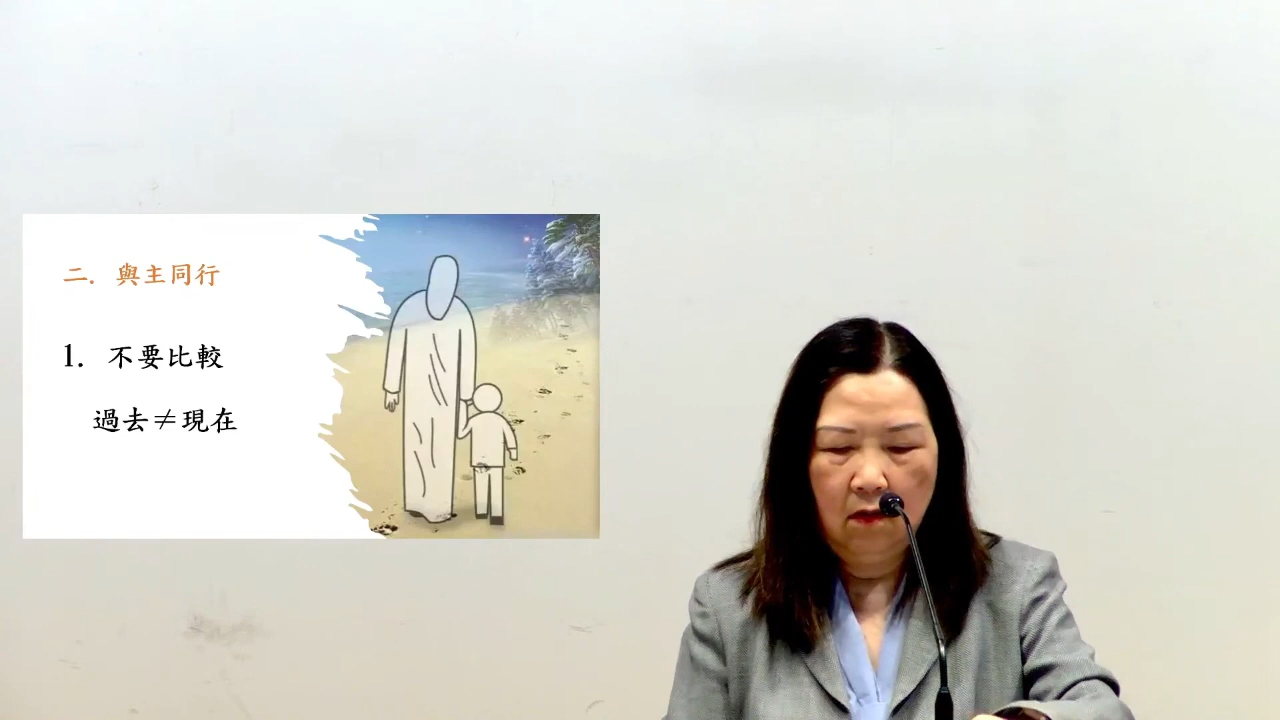 二. 與主同行
1. 不要比較
過去≠現在